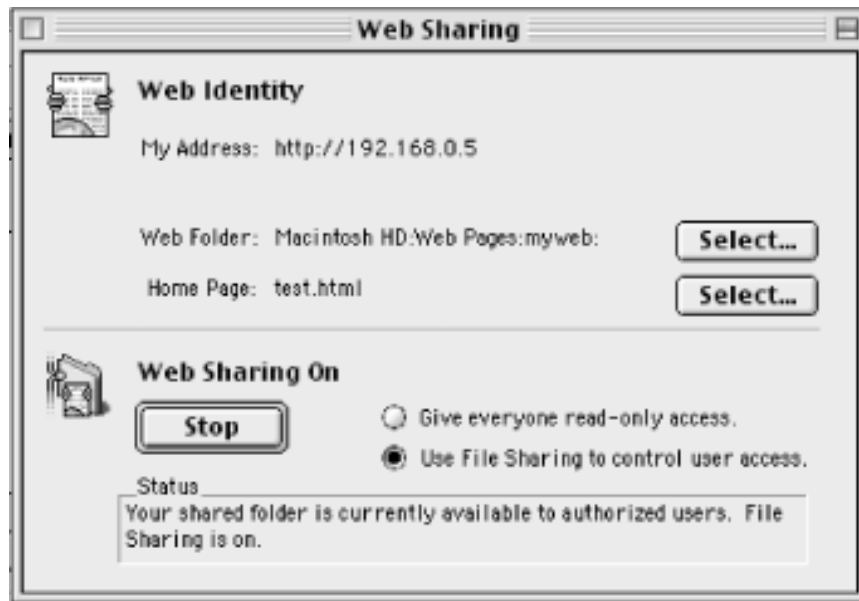 Web Sharing
Web Identity
My Address: http://192.168.0.5
Web Folder: Macintosh HD:Web Pages:myweb: Select...
Home Page: test.html Select...
Web Sharing On
Stop
Give everyone read-only access.
Use File Sharing to control user access.
Status
Your shared folder is currently available to authorized users. File
Sharing is on.